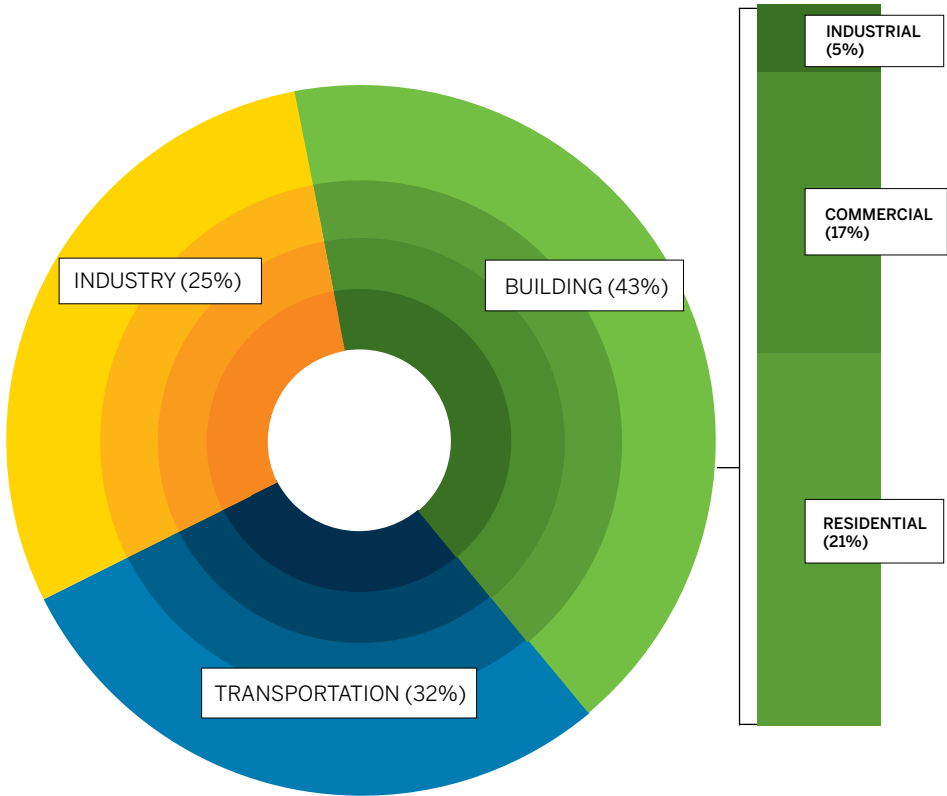 INDUSTRIAL
(5%)
COMMERCIAL
(17%)
INDUSTRY (25%)
BUILDING (43%)
RESIDENTIAL
(21%)
TRANSPORTATION (32%)